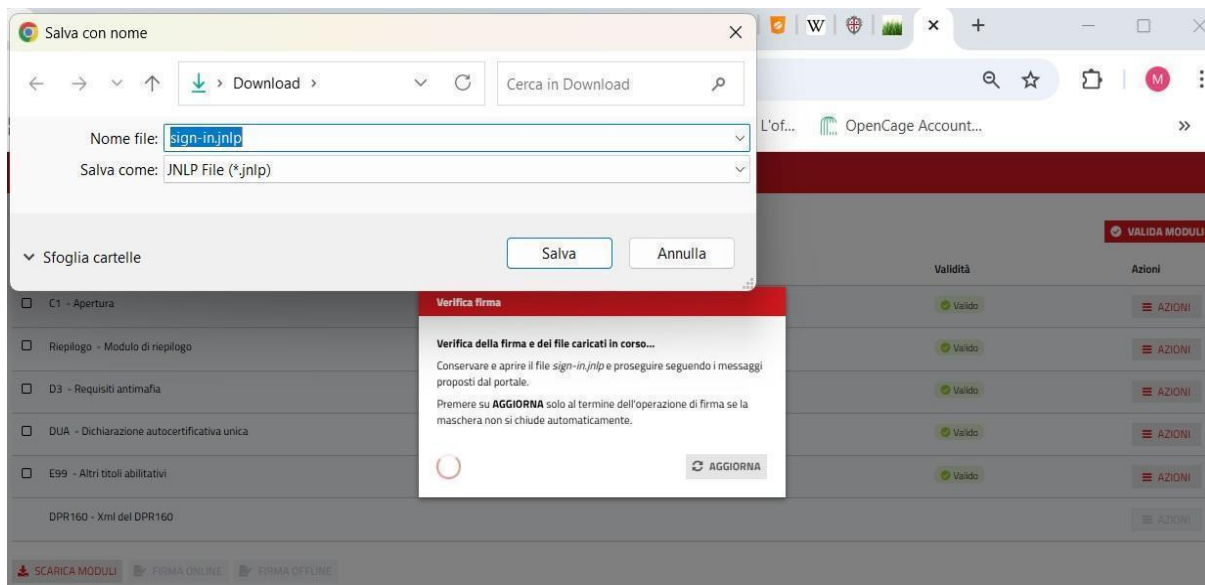 Salva con nome
Download
Cerca in Download
Nome file: sign-in.jnlp
Salva come: JNLP File (*.jnlp)
Sfoglia cartelle
Salva
Annulla
W
M
L'of...
OpenCage Account...
VALIDA MODULI
Validità
Azioni
C1 - Apertura
Valido
AZIONI
Riepilogo - Modulo di riepilogo
Valido
AZIONI
D3 - Requisiti antimafia
Valido
AZIONI
DUA - Dichiarazione autocertificativa unica
Valido
AZIONI
E99 - Altri titoli abilitativi
Valido
AZIONI
DPR160 - Xml del DPR160
AZIONI
Verifica firma
Verifica della firma e dei file caricati in corso...
Conservare e aprire il file sign-in.jnlp e proseguire seguendo i messaggi
proposti dal portale.
Premere su AGGIORNA solo al termine dell'operazione di firma se la
maschera non si chiude automaticamente.
AGGIORNA
SCARICA MODULI
FIRMA ONLINE
FIRMA OFFLINE